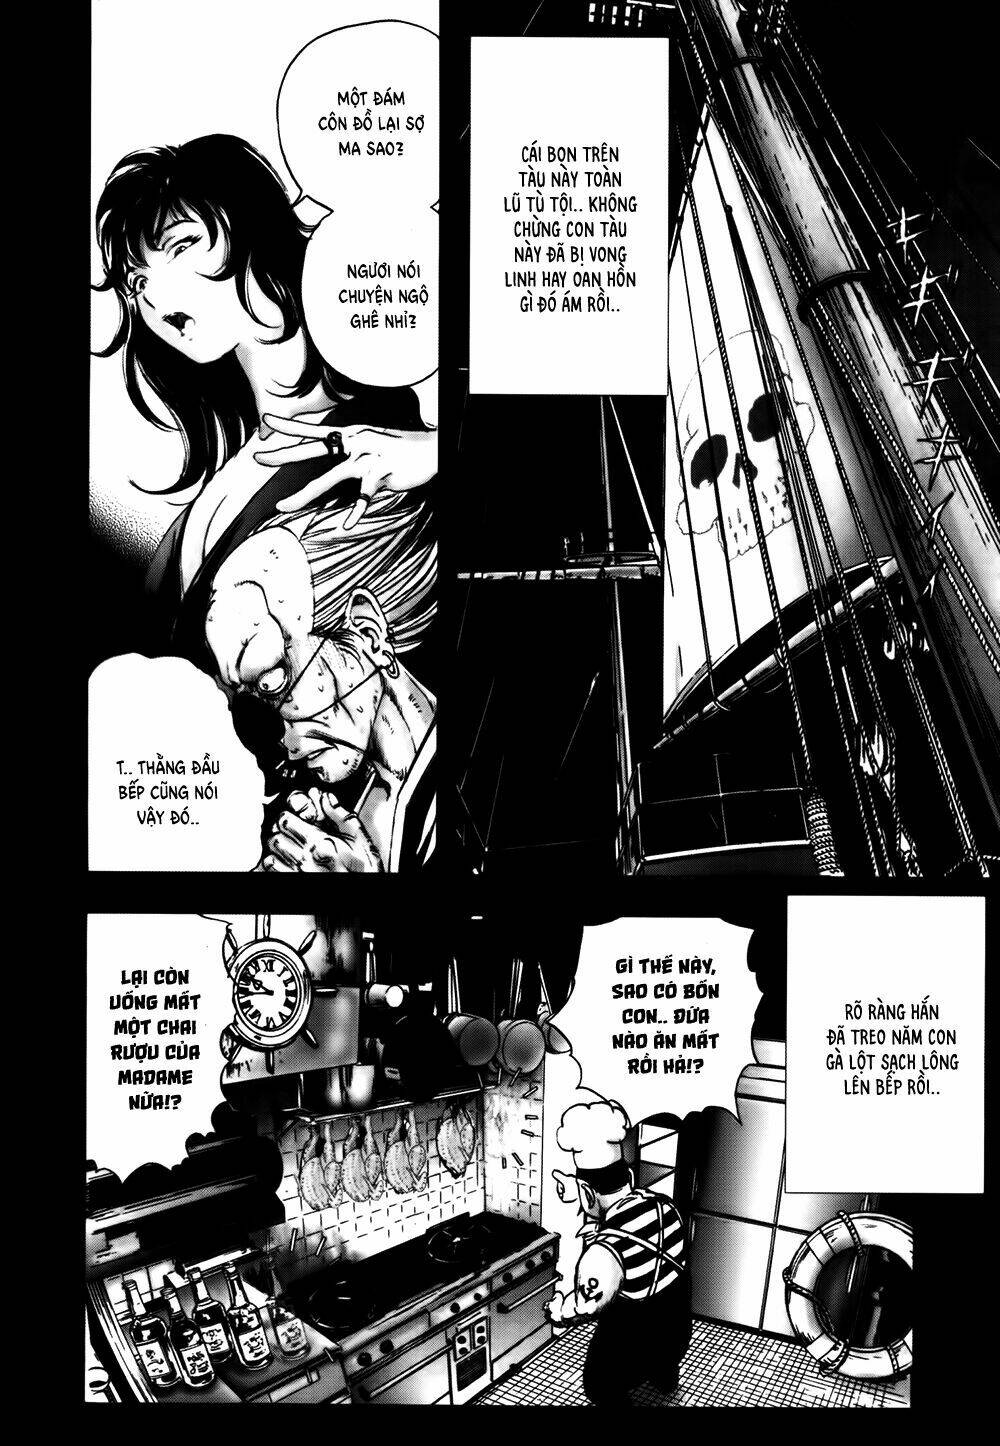 CÁI BỌN TRÊN
TÀU NÀY TOÀN
LŨ TÙ TỘI.. KHÔNG
CHỪNG CON TÀU
NÀY ĐÃ BỊ VONG
LINH HAY OAN HỒN
GÌ ĐÓ ÁM RỒI..
MỘT ĐÁM
CÔN ĐỒ LẠI SỢ
MA SAO?
NGƯƠI NÓI
CHUYỆN NGỘ
GHÊ NHỈ?
T.. THẰNG ĐẦU
BẾP CŨNG NÓI
VẬY ĐÓ..
RÕ RÀNG HẮN
ĐÃ TREO NĂM CON
GÀ LỘT SẠCH LÔNG
LÊN BẾP RỒI..
GÌ THẾ NÀY,
SAO CÓ BỐN
CON.. ĐỨA
NÀO ĂN MẤT
RỒI HẢ!?
LẠI CÒN
UỐNG MẤT
MỘT CHAI
RƯỢU CỦA
MADAME
NỮA!?